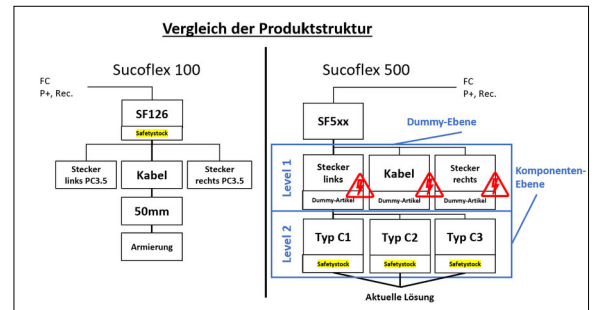 Vergleich der Produktstruktur
Sucoflex 100
FC
P+, Rec.
SF126
Safetystock
Stecker
links PC3.5
Kabel
Stecker
rechts PC3.5
50mm
Armierung
Sucoflex 500
FC
P+, Rec.
SF5xx
Dummy-Ebene
Komponenten-
Ebene
Level 1
Stecker
links
Dummy-Artikel
Kabel
Dummy-Artikel
Stecker
rechts
Dummy-Artikel
Level 2
Typ C1
Safetystock
Typ C2
Safetystock
Typ C3
Safetystock
Aktuelle Lösung